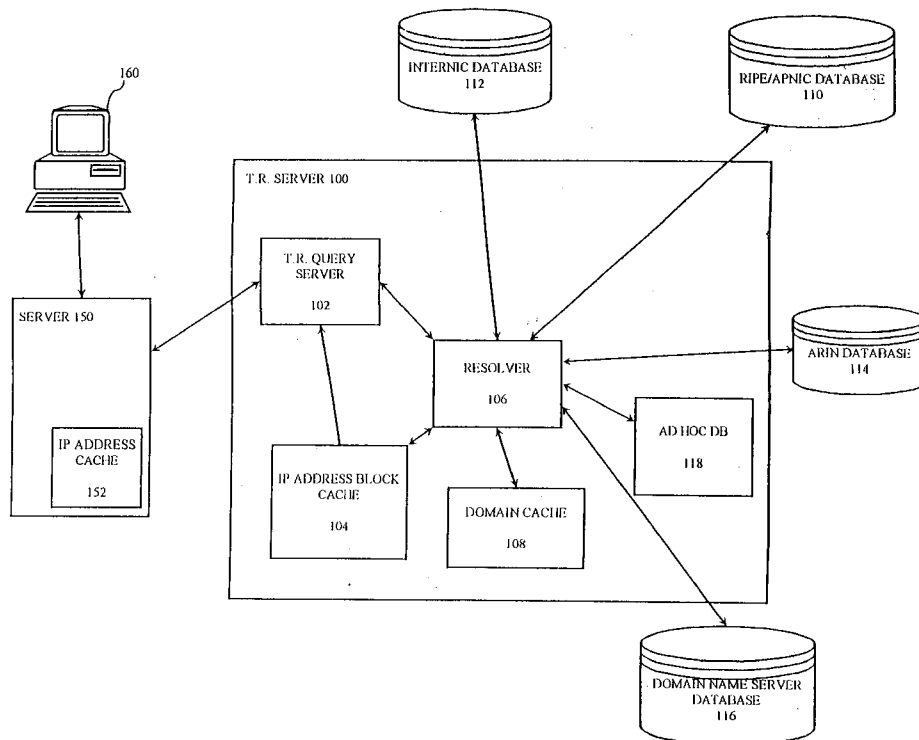 160
INTERNIC DATABASE
112
RIPE/APNIC DATABASE
110
T.R. SERVER 100
T.R. QUERY
SERVER
102
SERVER 150
IP ADDRESS
CACHE
152
RESOLVER
106
ARIN DATABASE
114
AD HOC DB
118
IP ADDRESS BLOCK
CACHE
104
DOMAIN CACHE
108
DOMAIN NAME SERVER
DATABASE
116